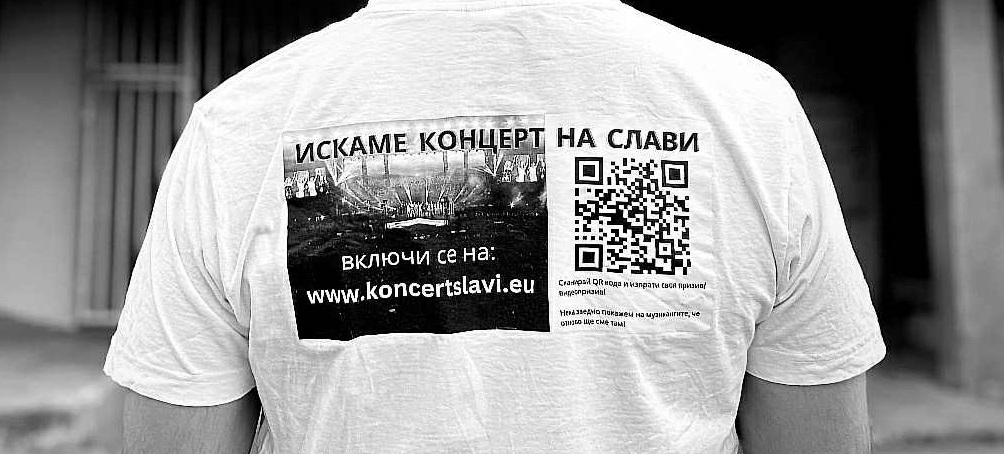 ИСКАМЕ КОНЦЕРТ НА СЛАВИ
включи се на:
www.koncertslavi.eu
Сканирай QR кода и изпрати своя призив/
Видеопризив!
Нека заедно покажем на музикантите, че
отново ще сме там!